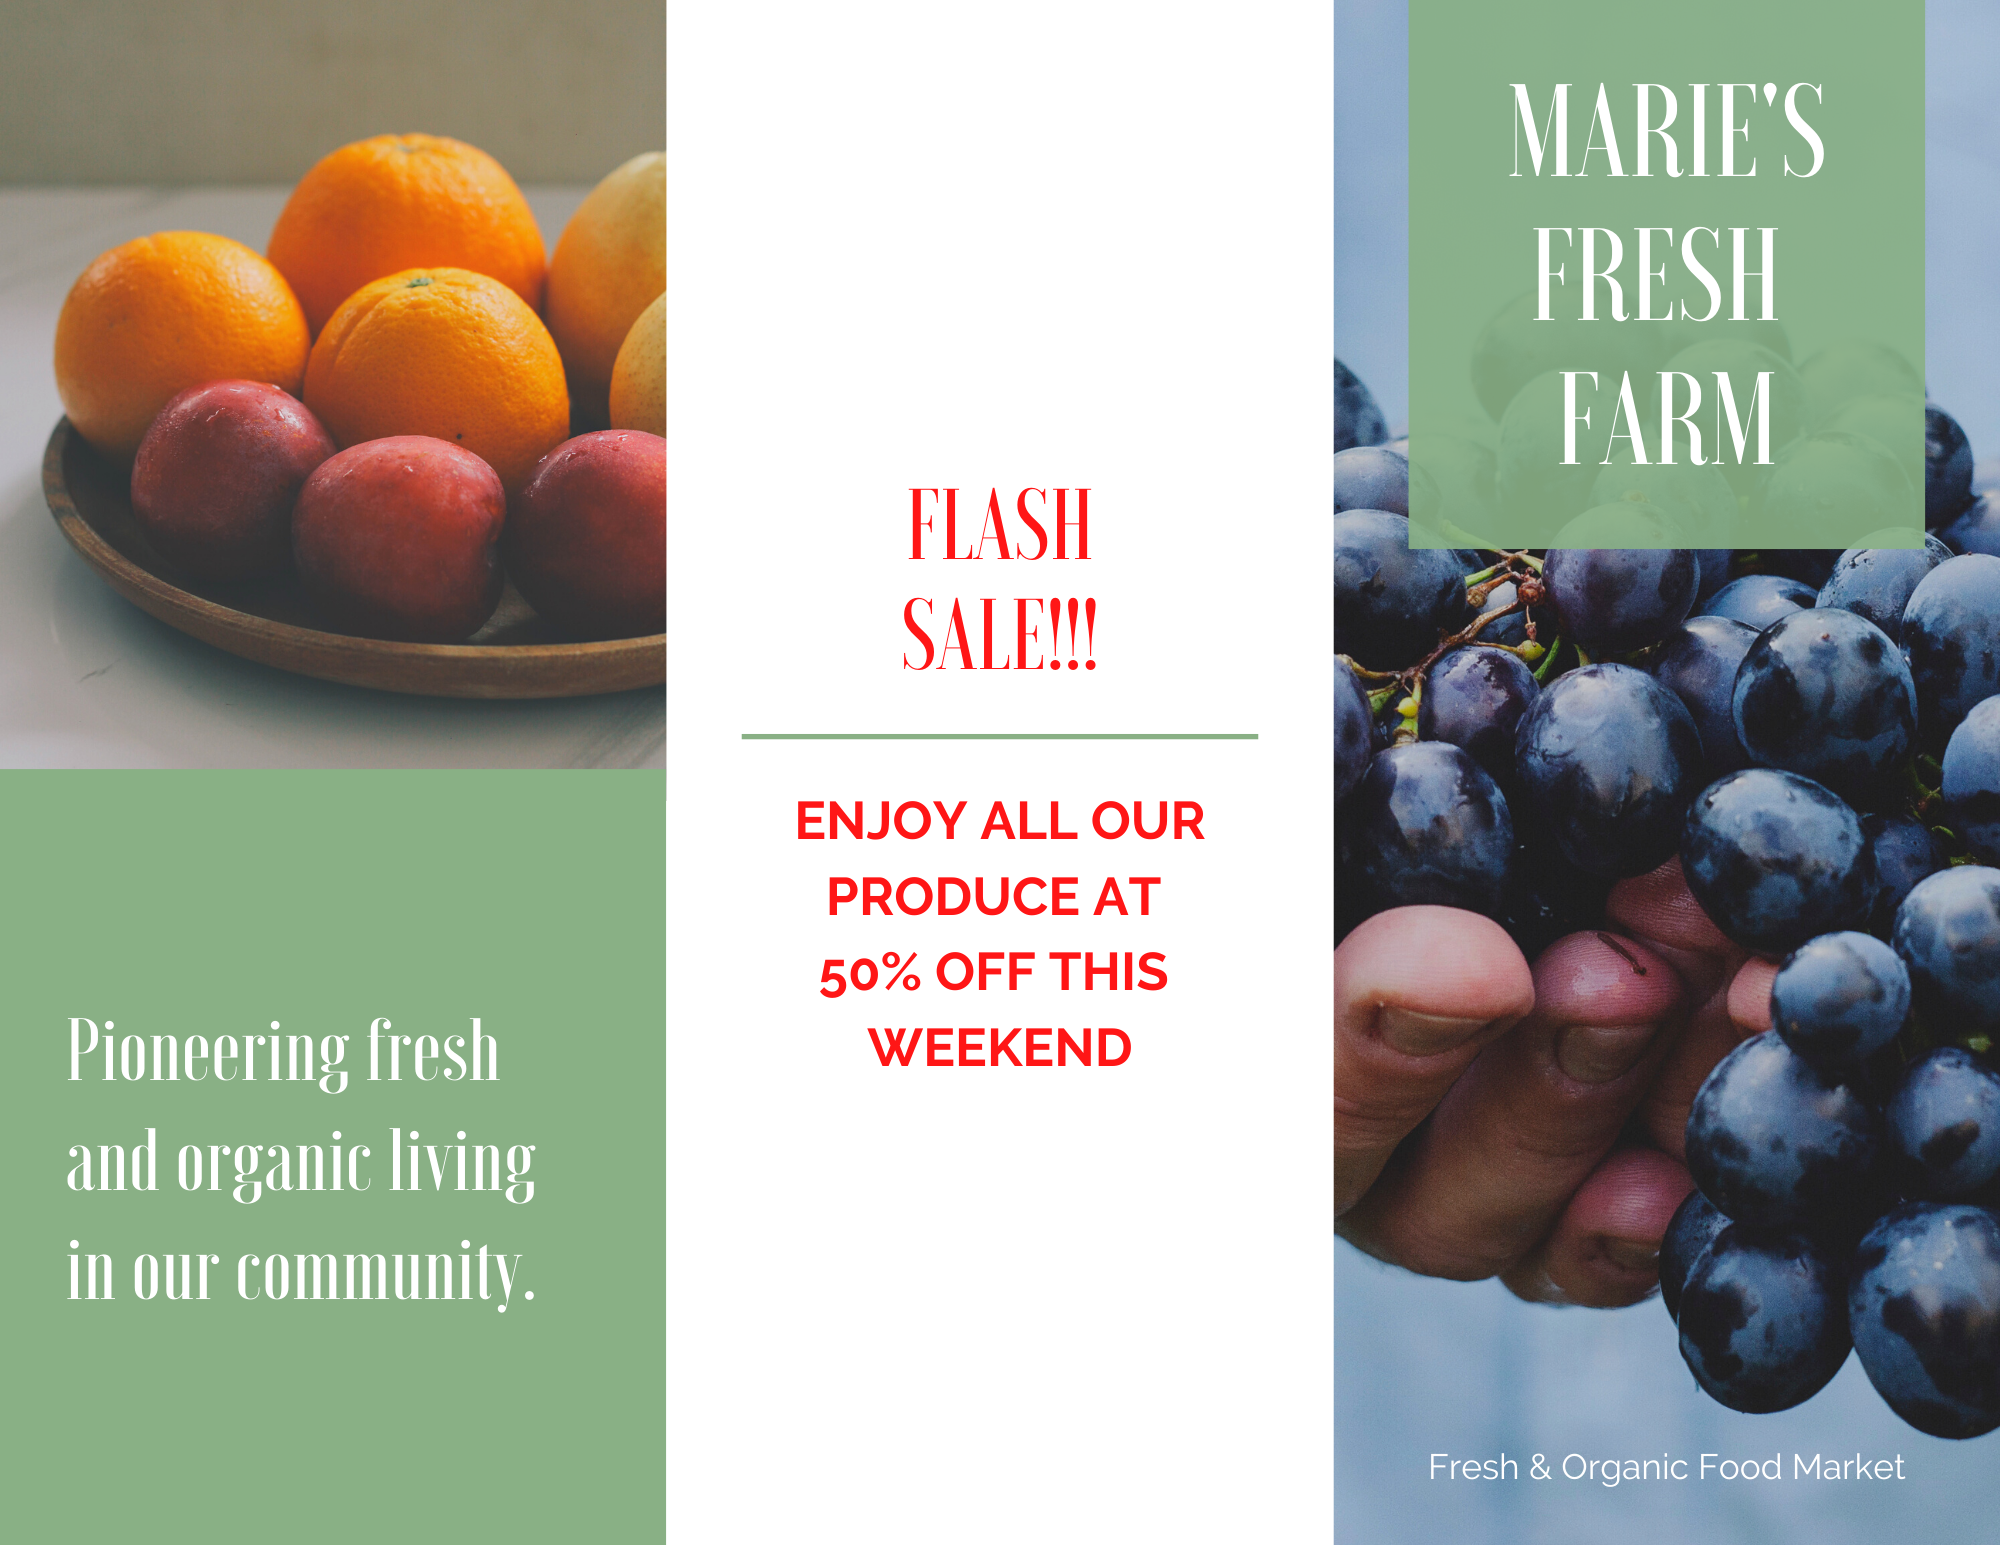 Pioneering fresh
and organic living
in our community.
FLASH
SALE!!!
ENJOY ALL OUR
PRODUCE AT
50% OFF THIS
WEEKEND
MARIE'S
FRESH
FARM
Fresh & Organic Food Market